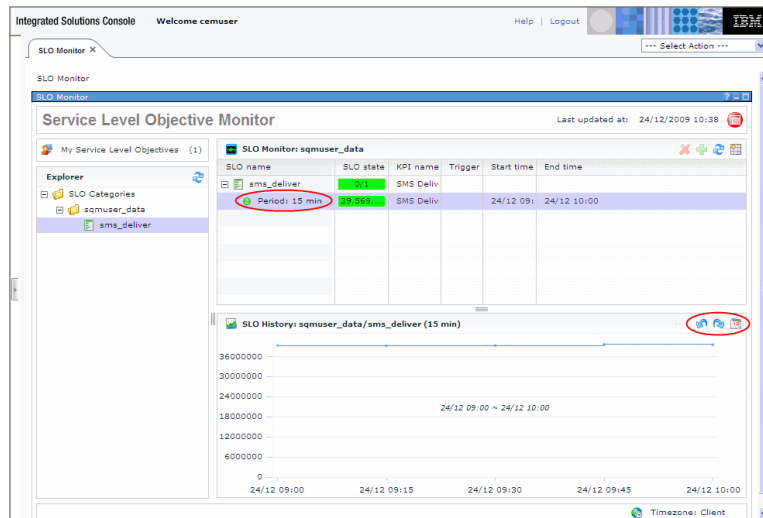 Integrated Solutions Console Welcome cemuser Help | Logout IBM
SLO Monitor × --- Select Action ---
SLO Monitor
SLO Monitor
Service Level Objective Monitor Last updated at: 24/12/2009 10:38
My Service Level Objectives (1)
Explorer
SLO Categories
sqmuser_data
sms_deliver
SLO Monitor: sqmuser_data
SLO name SLO state KPI name Trigger Start time End time
sms_deliver 0/1 SMS Deliv
Period: 15 min 39,569,... SMS Deliv 24/12 09: 24/12 10:00
SLO History: sqmuser_data/sms_deliver (15 min) 12
36000000
30000000
24000000
24/12 09:00 ~ 24/12 10:00
18000000
12000000
6000000
0
24/12 09:00 24/12 09:15 24/12 09:30 24/12 09:45 24/12 10:00
Timezone: Client